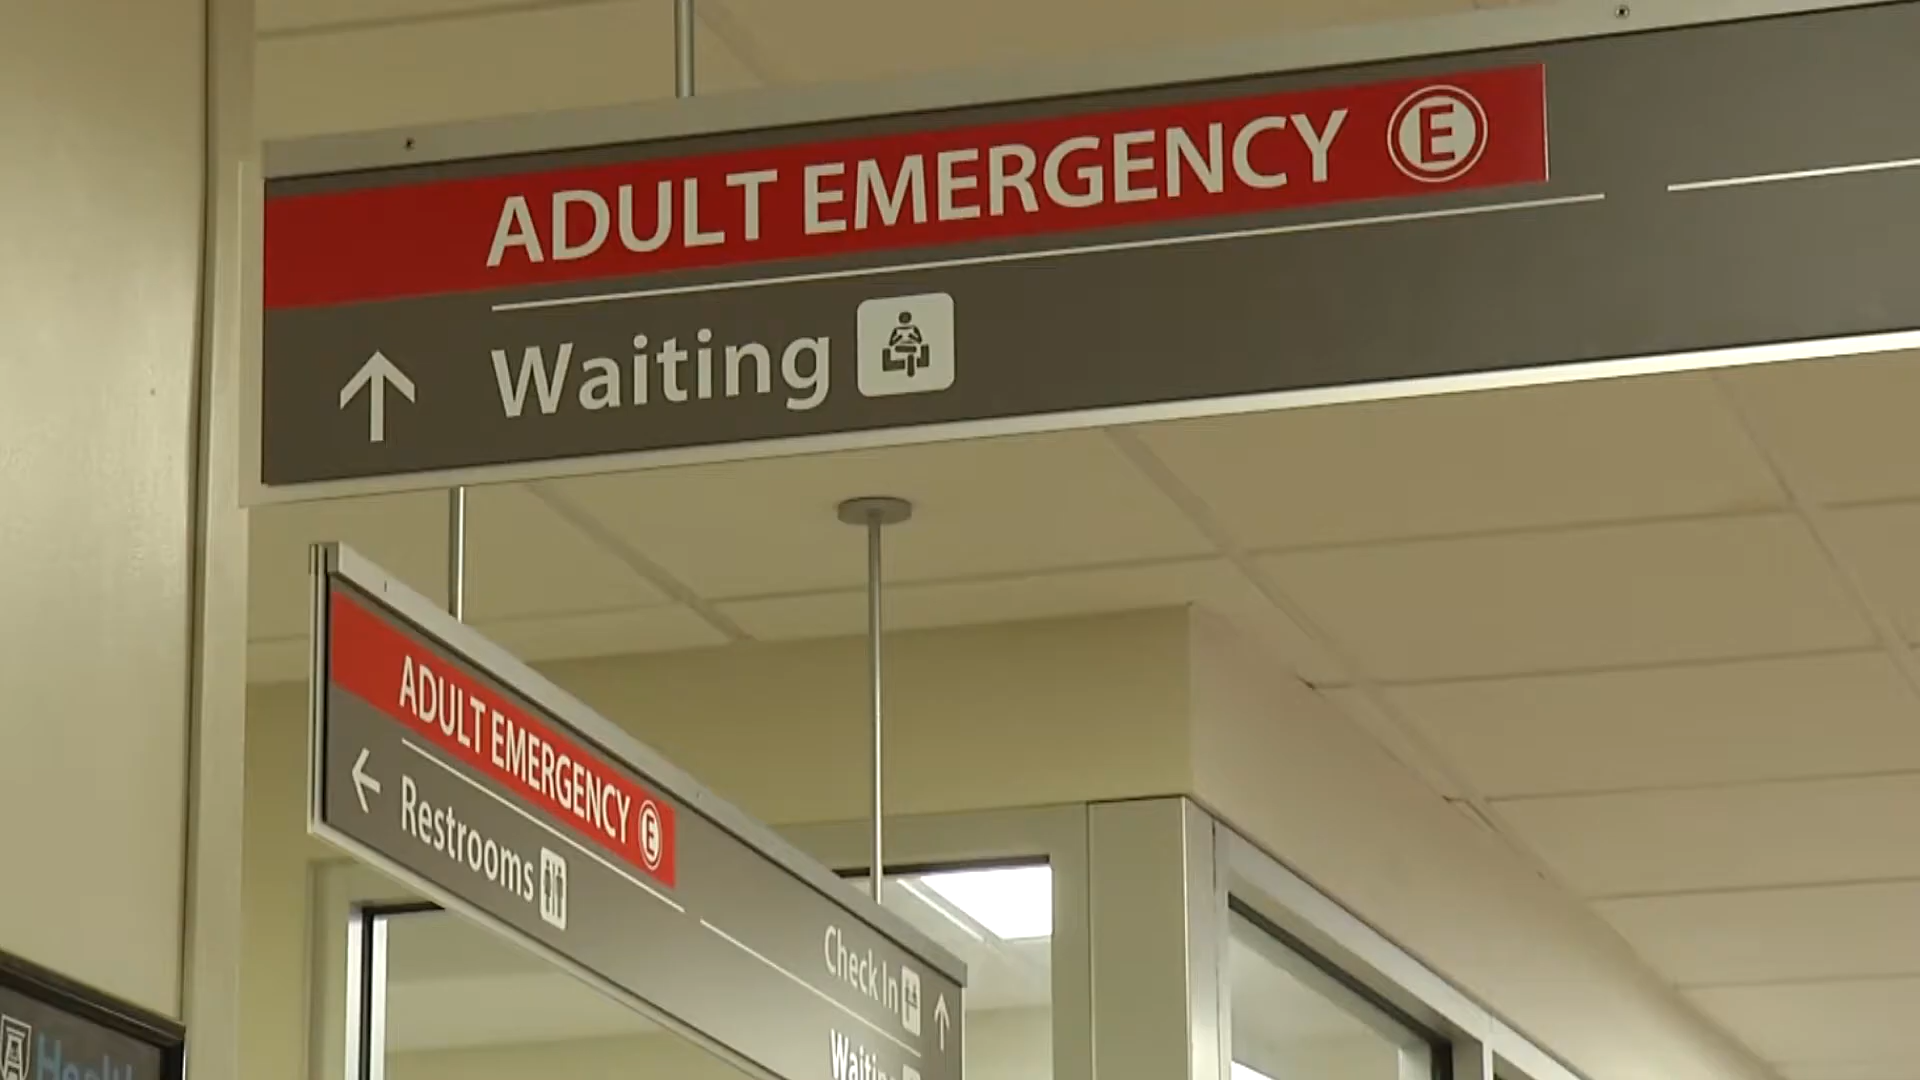 ADULT EMERGENCY E
Waiting
ADULT EMERGENCY E
Restrooms
Check In